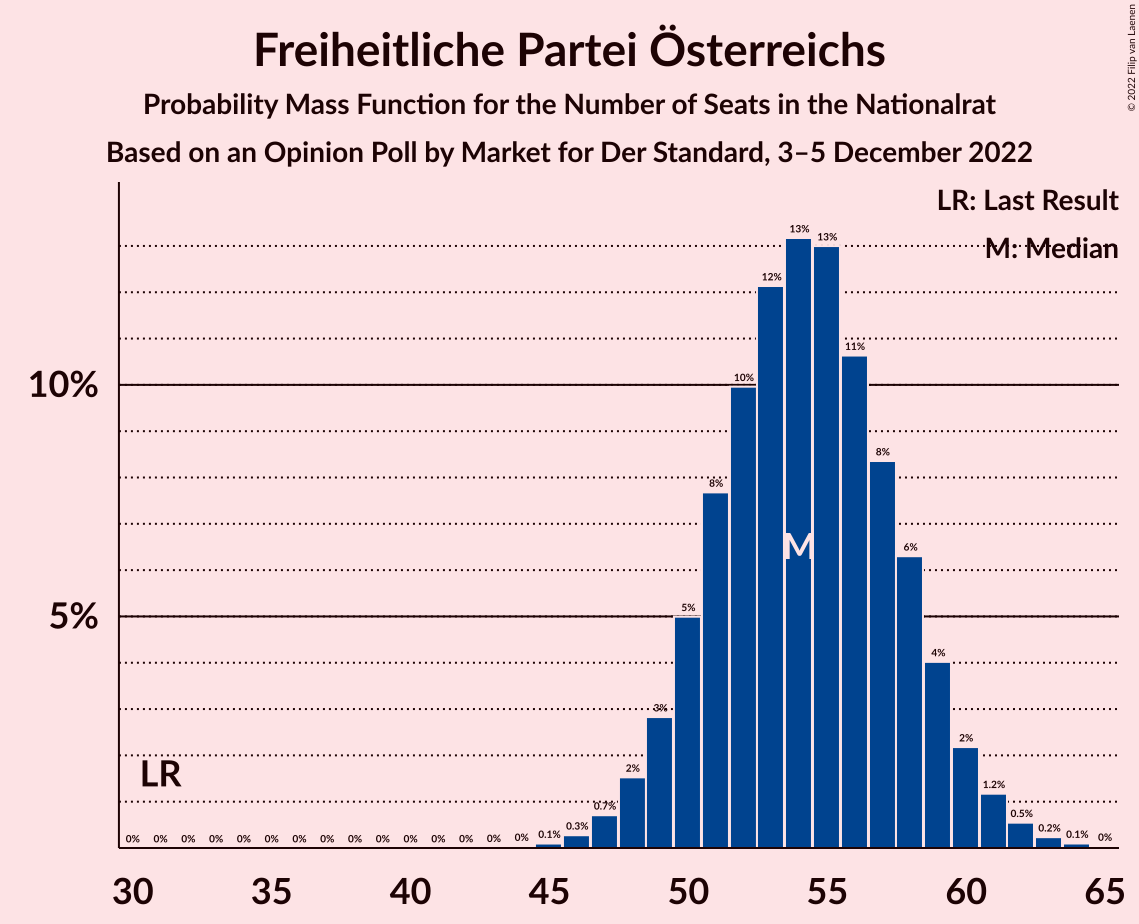 Freiheitliche Partei Österreichs
Probability Mass Function for the Number of Seats in the Nationalrat
Based on an Opinion Poll by Market for Der Standard, 3–5 December 2022
© 2022 Filip van Laenen
LR: Last Result
M: Median
10%
5%
LR
M
0% 0% 0% 0% 0% 0% 0% 0% 0% 0% 0% 0% 0% 0% 0% 0.1% 0.3% 0.7% 2% 3% 5% 8% 10% 12% 13% 13% 11% 8% 6% 4% 2% 1.2% 0.5% 0.2% 0.1% 0%
30 35 40 45 50 55 60 65